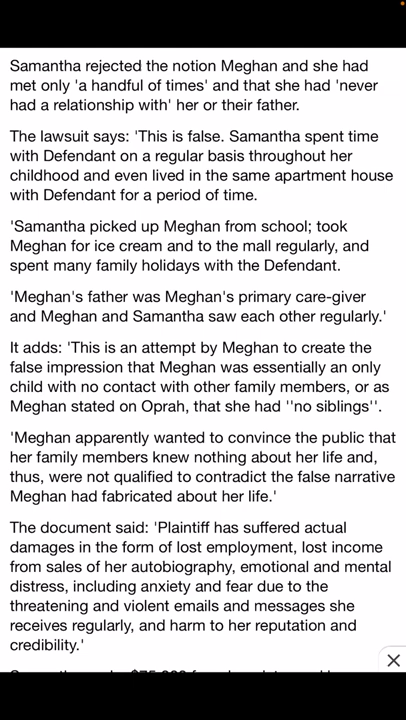 Samantha rejected the notion Meghan and she had
met only 'a handful of times' and that she had 'never
had a relationship with' her or their father.
The lawsuit says: 'This is false. Samantha spent time
with Defendant on a regular basis throughout her
childhood and even lived in the same apartment house
with Defendant for a period of time.
'Samantha picked up Meghan from school; took
Meghan for ice cream and to the mall regularly, and
spent many family holidays with the Defendant.
'Meghan's father was Meghan's primary care-giver
and Meghan and Samantha saw each other regularly.'
It adds: 'This is an attempt by Meghan to create the
false impression that Meghan was essentially an only
child with no contact with other family members, or as
Meghan stated on Oprah, that she had ''no siblings''.
'Meghan apparently wanted to convince the public that
her family members knew nothing about her life and,
thus, were not qualified to contradict the false narrative
Meghan had fabricated about her life.'
The document said: 'Plaintiff has suffered actual
damages in the form of lost employment, lost income
from sales of her autobiography, emotional and mental
distress, including anxiety and fear due to the
threatening and violent emails and messages she
receives regularly, and harm to her reputation and
credibility.'